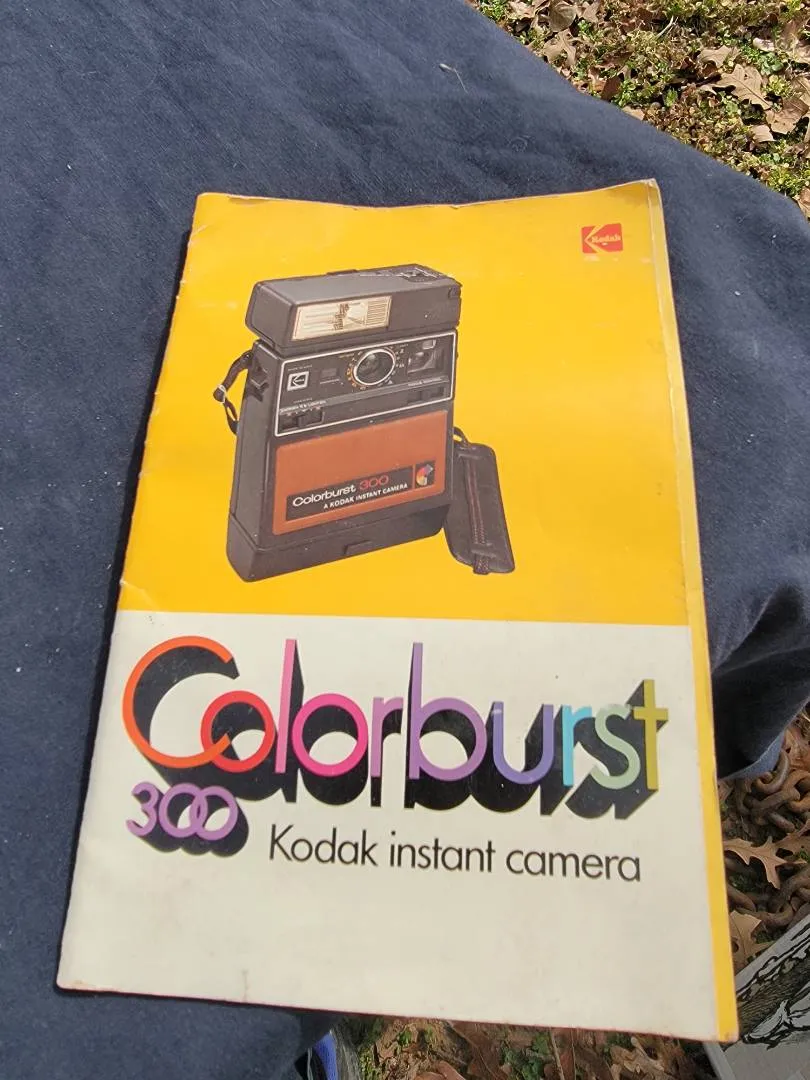 Kodak
Colorburst 300
A KODAK INSTANT CAMERA
Colorburst
300
Kodak instant camera